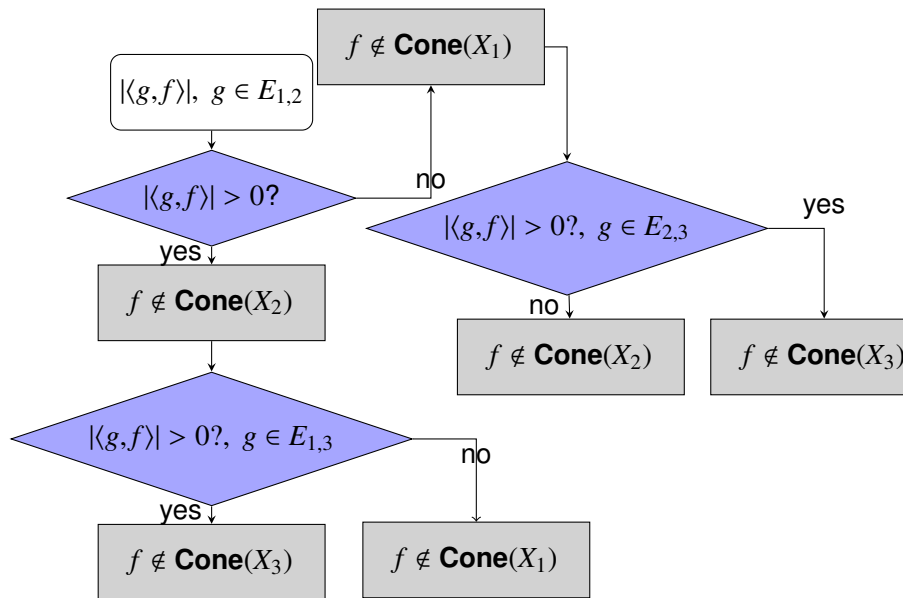 f ∉ Cone(X₁)
|⟨g,f⟩|, g ∈ E₁,₂
|⟨g,f⟩| > 0?
no
yes
|⟨g,f⟩| > 0?, g ∈ E₂,₃
yes
f ∉ Cone(X₂)
no
f ∉ Cone(X₂)
f ∉ Cone(X₃)
|⟨g,f⟩| > 0?, g ∈ E₁,₃
no
yes
f ∉ Cone(X₃)
f ∉ Cone(X₁)